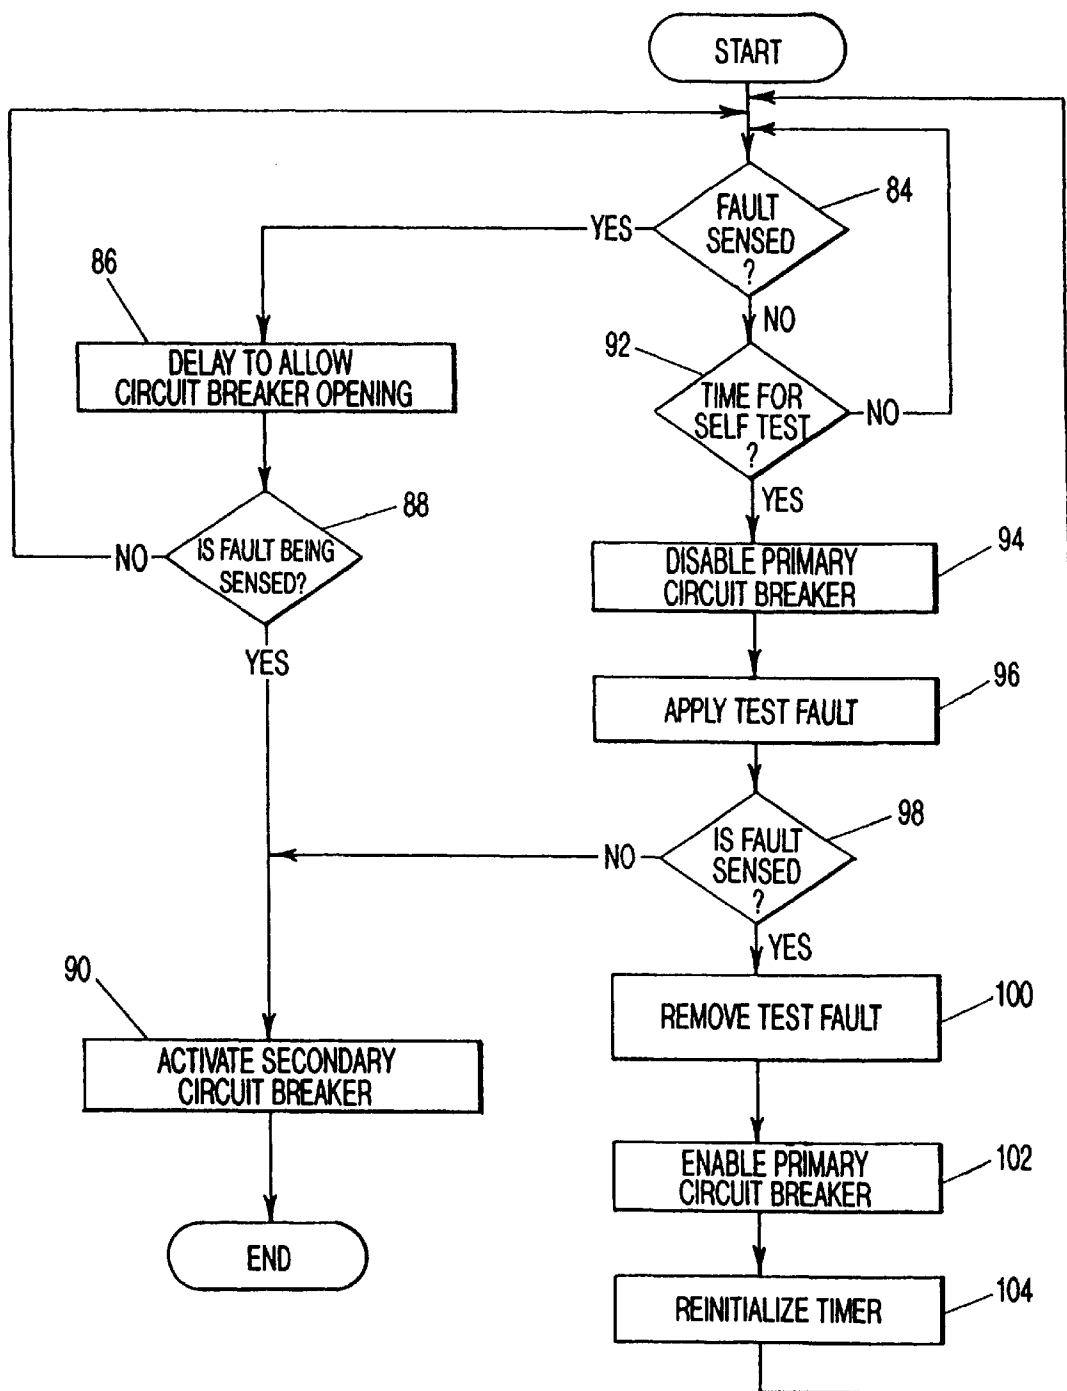 START
84
FAULT
SENSED
?
YES
NO
86
DELAY TO ALLOW
CIRCUIT BREAKER OPENING
92
TIME FOR
SELF TEST
?
NO
YES
88
IS FAULT BEING
SENSED?
NO
YES
94
DISABLE PRIMARY
CIRCUIT BREAKER
96
APPLY TEST FAULT
98
IS FAULT
SENSED
?
NO
YES
90
ACTIVATE SECONDARY
CIRCUIT BREAKER
100
REMOVE TEST FAULT
102
ENABLE PRIMARY
CIRCUIT BREAKER
END
104
REINITIALIZE TIMER